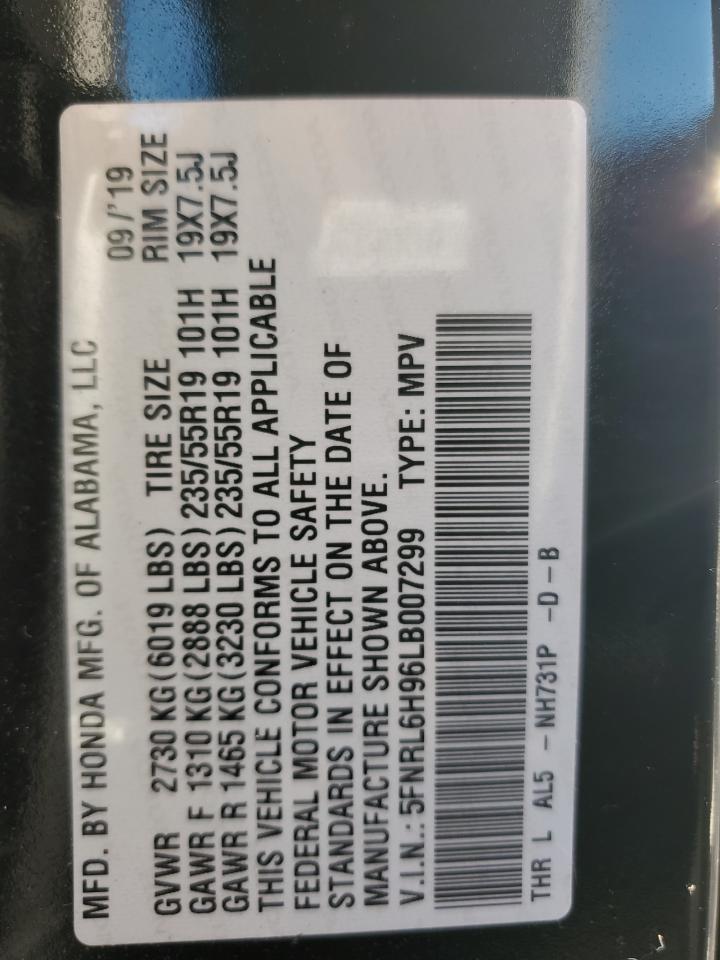 MFD. BY HONDA MFG. OF ALABAMA, LLC 09/'19
GVWR 2730 KG(6019 LBS) TIRE SIZE RIM SIZE
GAWR F 1310 KG(2888 LBS) 235/55R19 101H 19X7.5J
GAWR R 1465 KG(3230 LBS) 235/55R19 101H 19X7.5J
THIS VEHICLE CONFORMS TO ALL APPLICABLE
FEDERAL MOTOR VEHICLE SAFETY
STANDARDS IN EFFECT ON THE DATE OF
MANUFACTURE SHOWN ABOVE.
V.I.N.: 5FNRL6H96LB007299 TYPE: MPV
THR L AL5 - NH731P -D-B